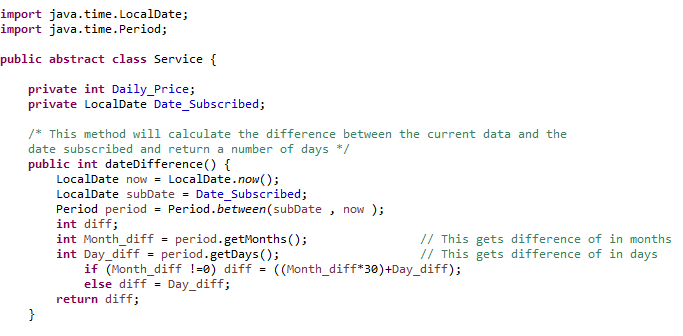 import java.time.LocalDate;
import java.time.Period;
public abstract class Service {
private int Daily_Price;
private LocalDate Date_Subscribed;
/* This method will calculate the difference between the current data and the
date subscribed and return a number of days */
public int dateDifference() {
LocalDate now = LocalDate.now();
LocalDate subDate = Date_Subscribed;
Period period = Period.between(subDate , now );
int diff;
int Month_diff = period.getMonths(); // This gets difference of in months
int Day_diff = period.getDays(); // This gets difference of in days
if (Month_diff !=0) diff = ((Month_diff*30)+Day_diff);
else diff = Day_diff;
return diff;
}